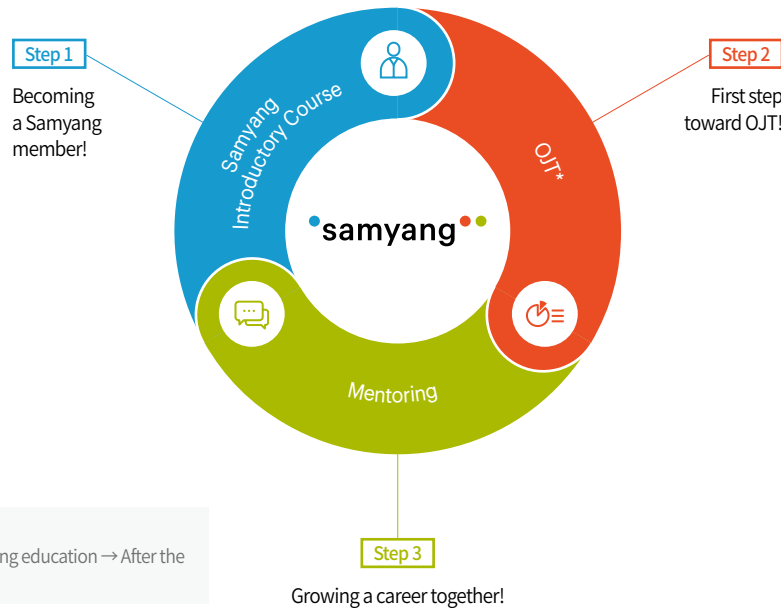 Step 1
Becoming
a Samyang
member!
Samyang
Introductory Course
Step 2
First step
toward OJT!
OJT*
samyang
Mentoring
education → After the
Step 3
Growing a career together!